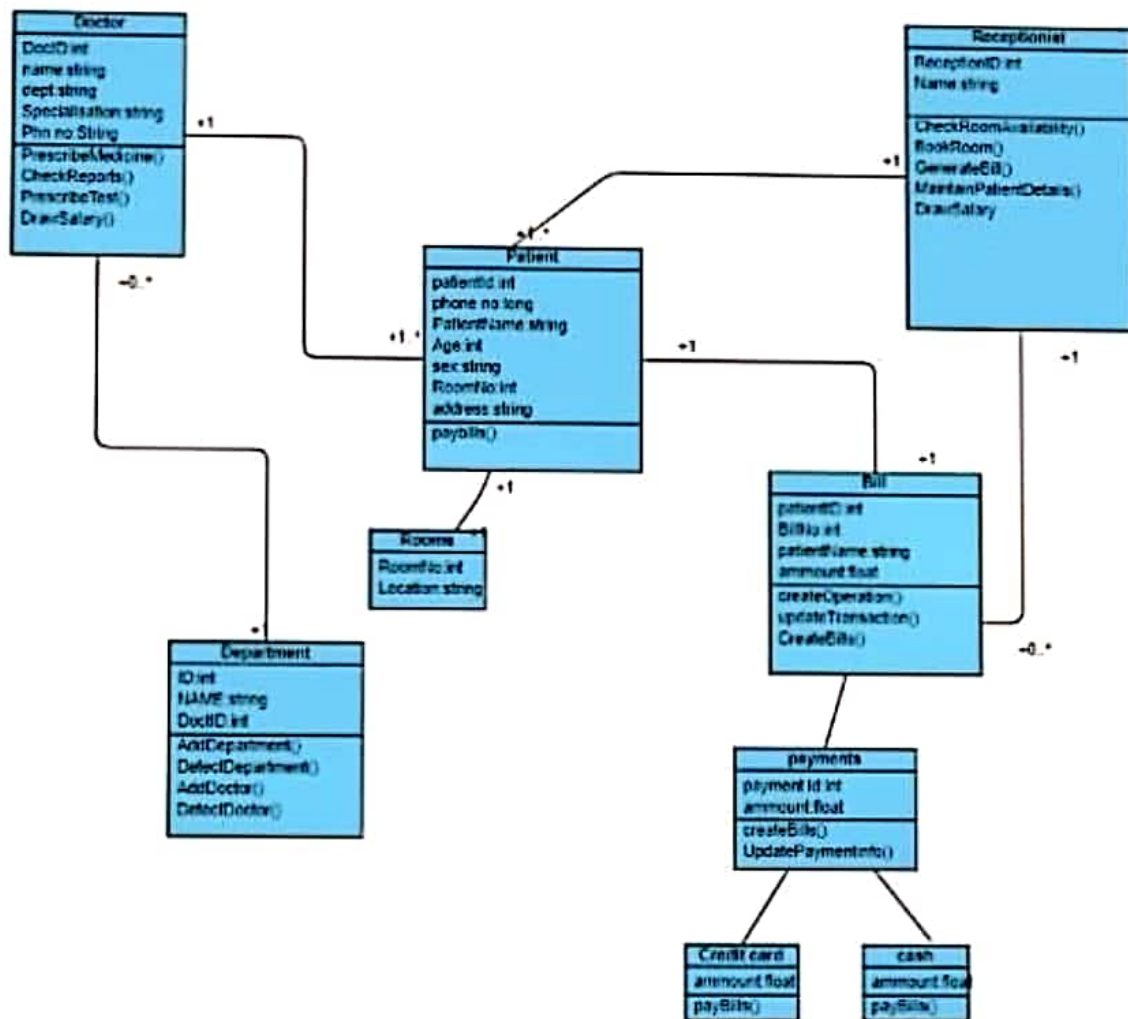 Doctor
DocID:int
name:string
dept:string
Specialisation:string
Phn no:String
PrescribeMedicine()
CheckReports()
PrescribeTest()
DrawSalary()
+1
~0..*
Receptionist
ReceptionID:int
Name:string
CheckRoomAvailability()
BookRoom()
GenerateBill()
MaintainPatientDetails()
DrawSalary
+1
+1
+1..*
Patient
patientId:int
phone no:long
PatientName:string
Age:int
sex:string
RoomNo:int
address:string
paybills()
+1..*
+1
+1
Rooms
RoomNo:int
Location:string
+1
Bill
patientID:int
BillNo:int
patientName:string
ammount:float
createOperation()
updateTransaction()
CreateBills()
~0..*
+1
Department
ID:int
NAME:string
DoctID:int
AddDepartment()
DetectDepartment()
AddDoctor()
DetectDoctor()
payments
payment id:int
ammount:float
createBills()
UpdatePaymentInfo()
Credit card
ammount:float
payBills()
cash
ammount:float
payBills()